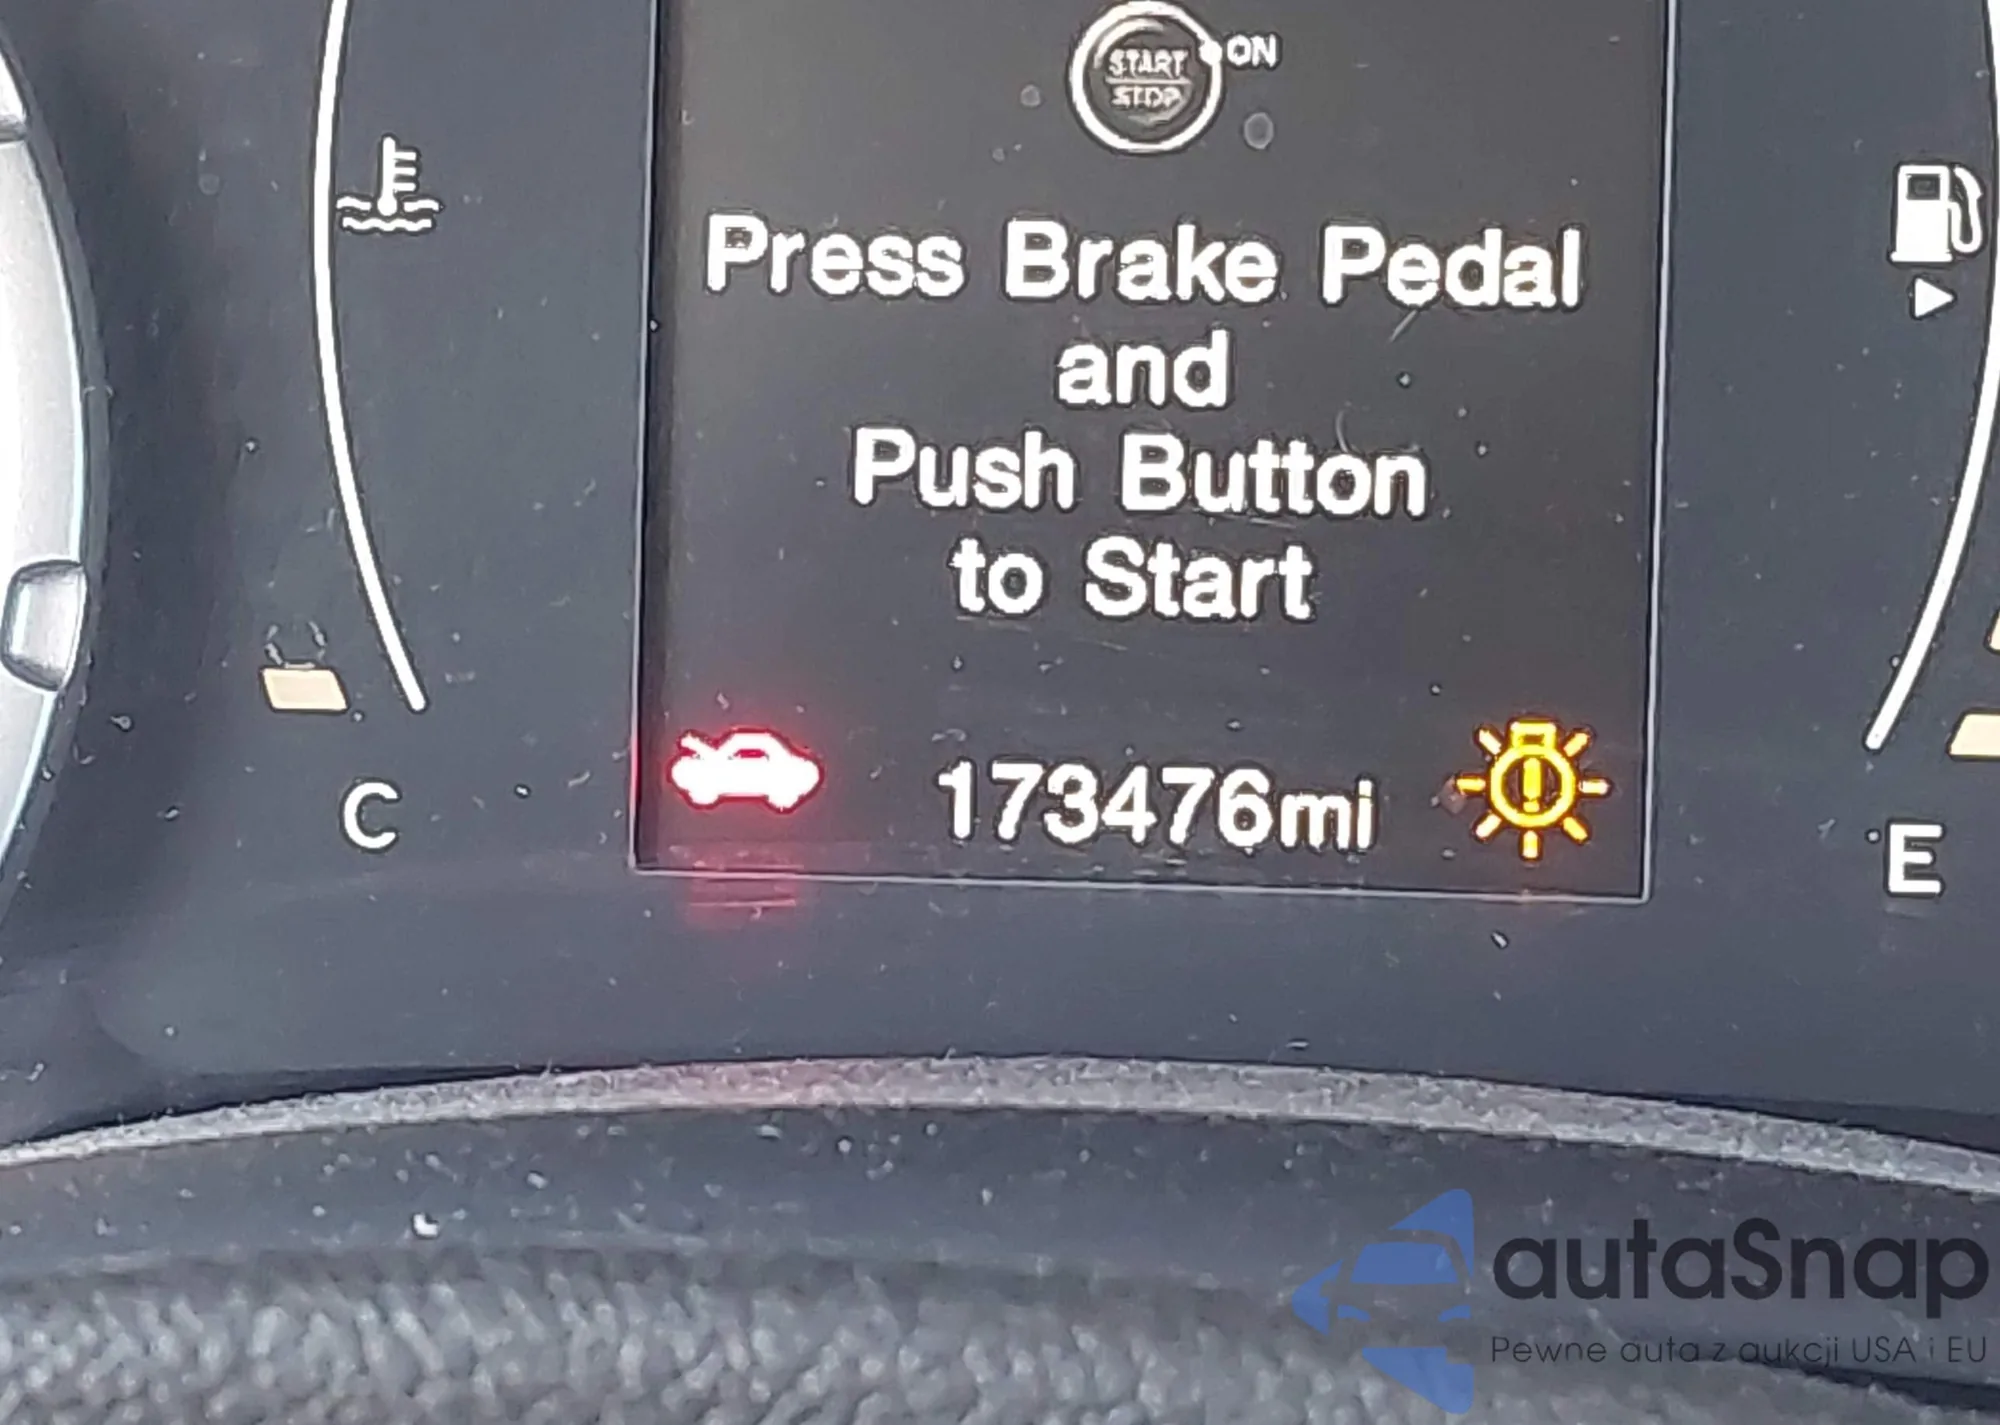 START
STOP
ON
Press Brake Pedal
and
Push Button
to Start
173476mi
C
E
autaSnap
Pewne auta z aukcji USA i EU